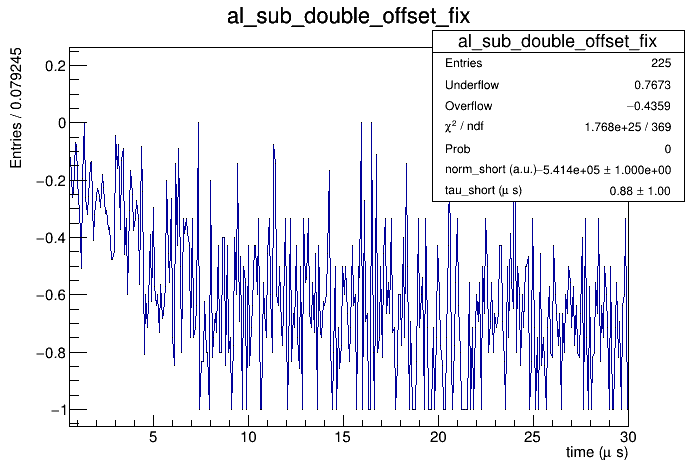 al_sub_double_offset_fix
al_sub_double_offset_fix
Entries 225
Underflow 0.7673
Overflow −0.4359
χ² / ndf 1.768e+25 / 369
Prob 0
norm_short (a.u.) −5.414e+05 ± 1.000e+00
tau_short (μ s) 0.88 ± 1.00
Entries / 0.079245
0.2
0
−0.2
−0.4
−0.6
−0.8
−1
5 10 15 20 25 30
time (μ s)